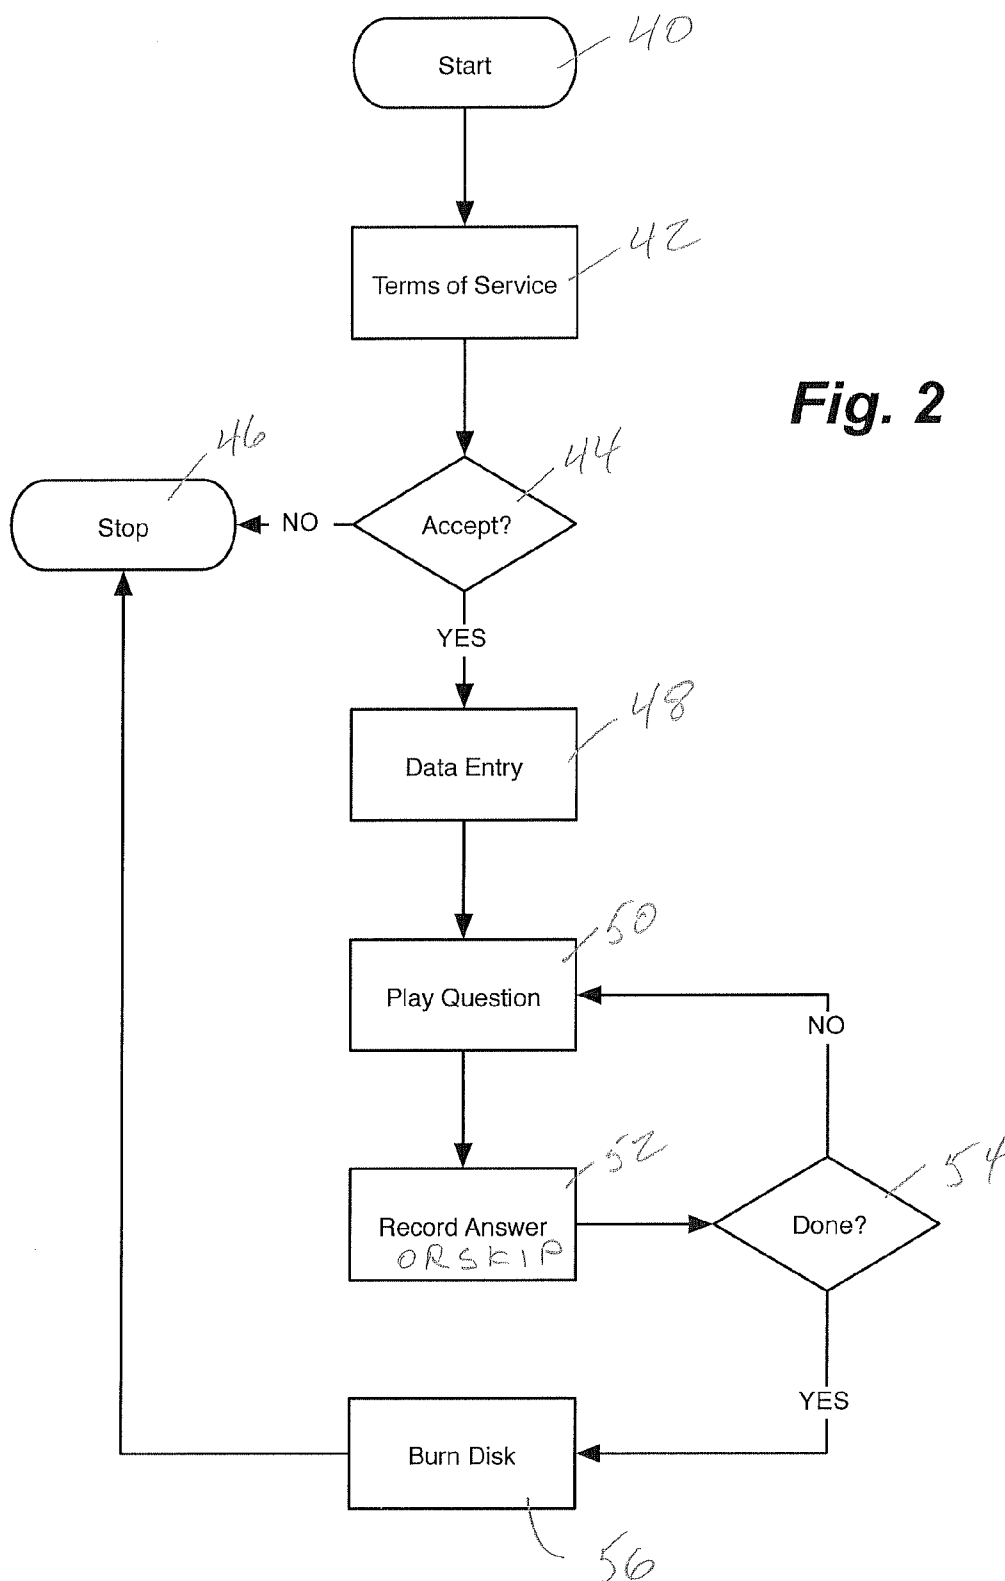 40
Start
42
Terms of Service
Fig. 2
46
44
Stop
NO
Accept?
YES
48
Data Entry
50
Play Question
NO
52
54
Record Answer
ORSKIP
Done?
YES
Burn Disk
56